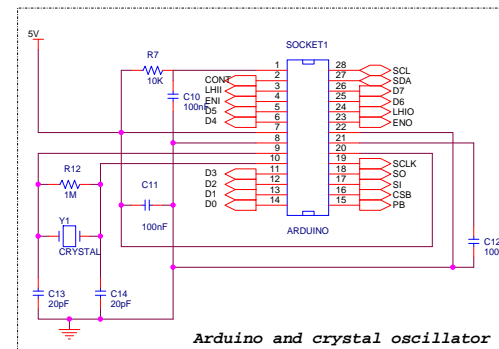 5V
R7
10K
C10
100nF
SOCKET1
ARDUINO
1
2
3
4
5
6
7
8
9
10
11
12
13
14
28
27
26
25
24
23
22
21
20
19
18
17
16
15
CONT
LHII
ENI
D5
D4
D3
D2
D1
D0
SCL
SDA
D7
D6
LHIO
ENO
SCLK
SO
SI
CSB
PB
R12
1M
C11
100nF
Y1
CRYSTAL
C13
20pF
C14
20pF
C12
100
Arduino and crystal oscillator